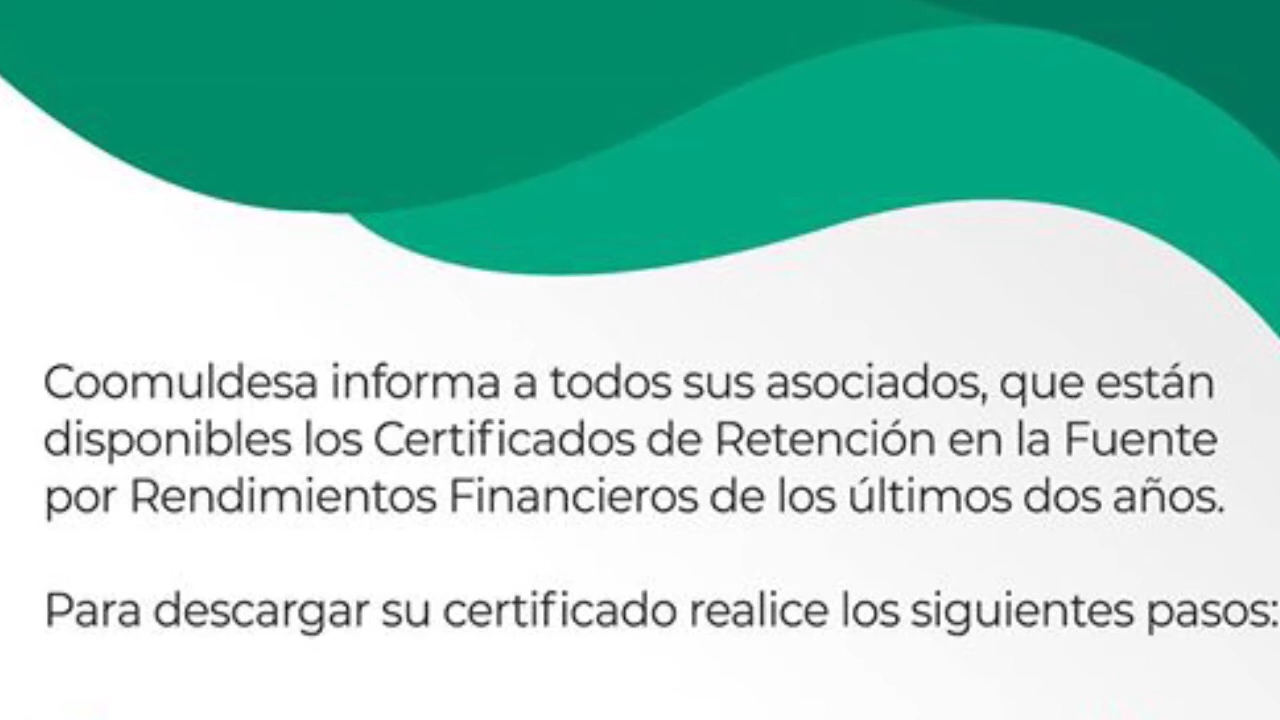 Coomuldesa informa a todos sus asociados, que están
disponibles los Certificados de Retención en la Fuente
por Rendimientos Financieros de los últimos dos años.
Para descargar su certificado realice los siguientes pasos: